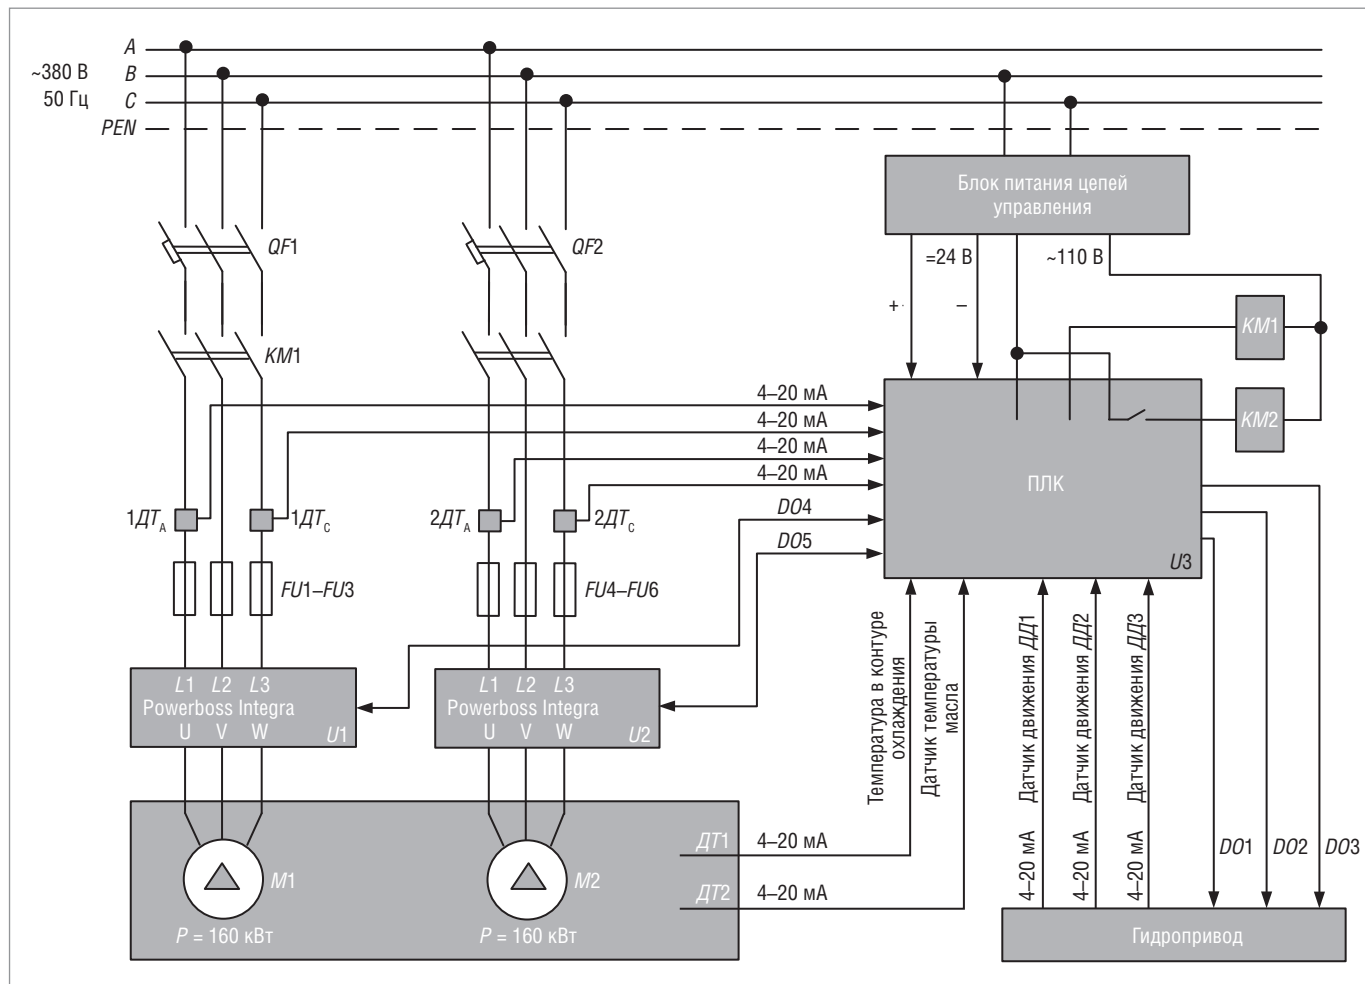 A
~380 В
B
50 Гц
C
PEN
Блок питания цепей
управления
QF1
QF2
=24 В
~110 В
+
–
KM1
KM1
KM2
4–20 мА
4–20 мА
4–20 мА
4–20 мА
ПЛК
1ДТА
1ДТС
2ДТА
2ДТС
DO4
DO5
U3
FU1–FU3
FU4–FU6
Температура в контуре
охлаждения
Датчик температуры
масла
4–20 мА Датчик движения ДД1
4–20 мА Датчик движения ДД2
4–20 мА Датчик движения ДД3
L1 L2 L3
Powerboss Integra
U V W
U1
L1 L2 L3
Powerboss Integra
U V W
U2
ДТ1
4–20 мА
ДТ2
4–20 мА
DO1
DO2
DO3
M1
M2
P = 160 кВт
P = 160 кВт
Гидропривод